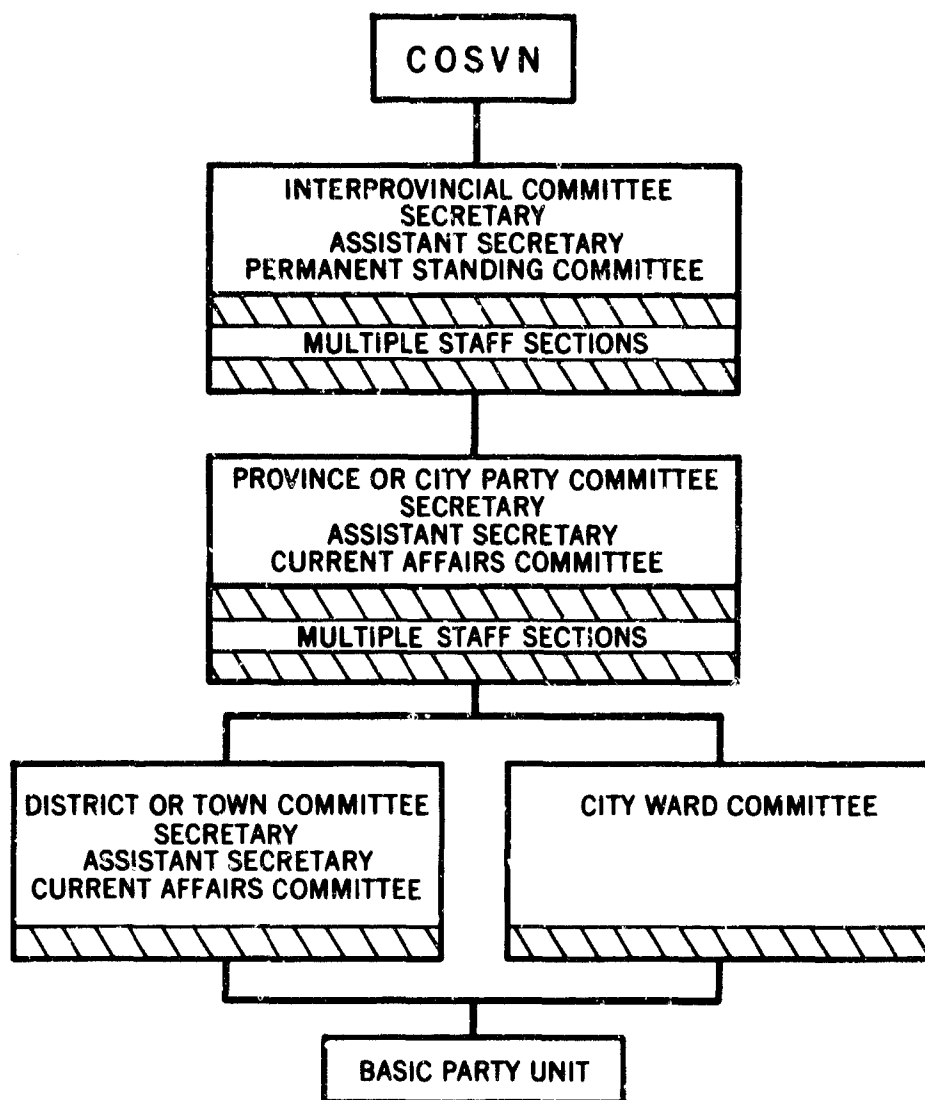 COSVN
INTERPROVINCIAL COMMITTEE
SECRETARY
ASSISTANT SECRETARY
PERMANENT STANDING COMMITTEE
MULTIPLE STAFF SECTIONS
PROVINCE OR CITY PARTY COMMITTEE
SECRETARY
ASSISTANT SECRETARY
CURRENT AFFAIRS COMMITTEE
MULTIPLE STAFF SECTIONS
DISTRICT OR TOWN COMMITTEE
SECRETARY
ASSISTANT SECRETARY
CURRENT AFFAIRS COMMITTEE
CITY WARD COMMITTEE
BASIC PARTY UNIT